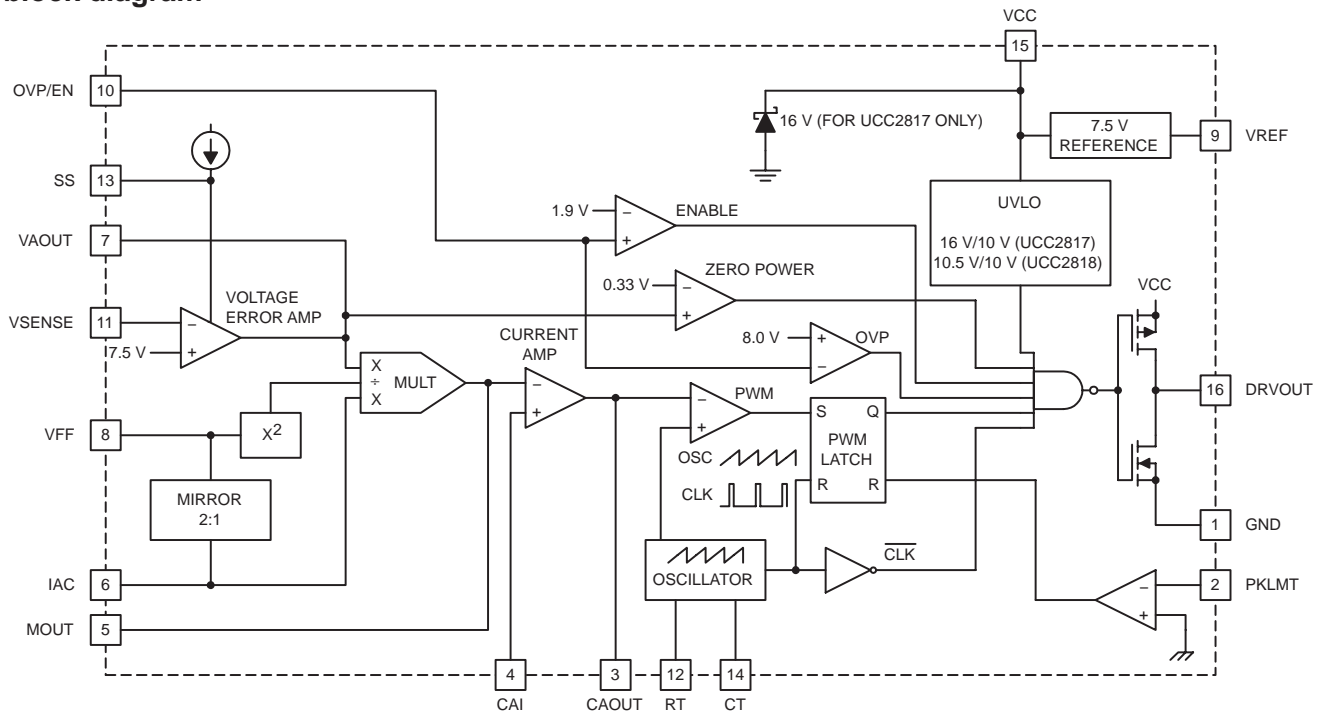 block diagram
VCC
15
OVP/EN 10
16 V (FOR UCC2817 ONLY)
7.5 V
REFERENCE
9 VREF
SS 13
1.9 V
−
+
ENABLE
UVLO
16 V/10 V (UCC2817)
10.5 V/10 V (UCC2818)
VAOUT 7
0.33 V
−
+
ZERO POWER
VCC
VOLTAGE
ERROR AMP
VSENSE 11
−
7.5 V
+
CURRENT
AMP
8.0 V
+
−
OVP
X
÷
X
MULT
−
+
−
+
PWM
16 DRVOUT
VFF 8
X2
S Q
PWM
LATCH
R R
OSC
CLK
MIRROR
2:1
1 GND
OSCILLATOR
CLK
IAC 6
−
+
2 PKLMT
MOUT 5
4 3 12 14
CAI CAOUT RT CT